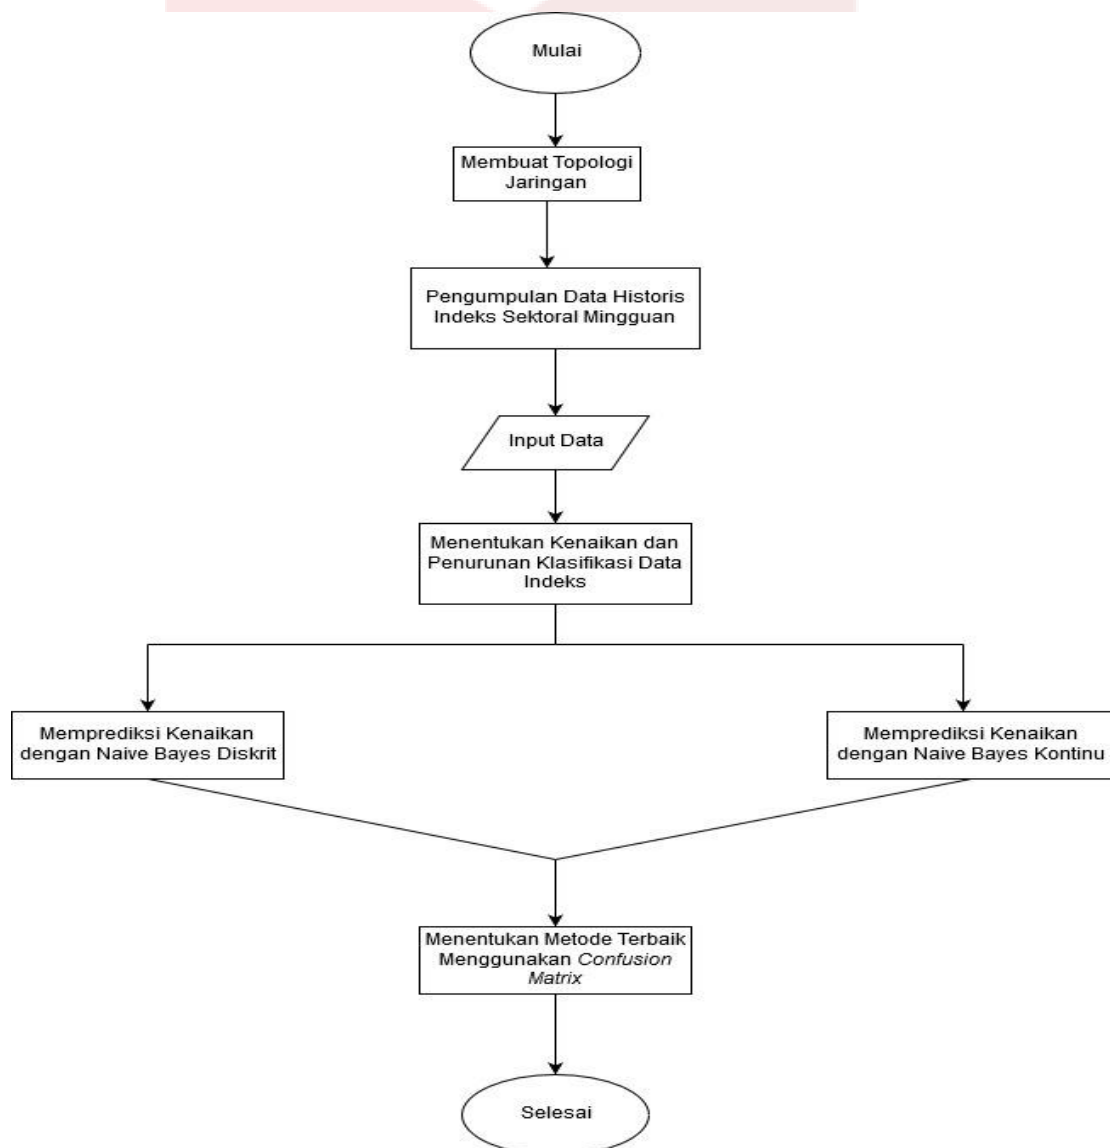 Mulai
Membuat Topologi
Jaringan
Pengumpulan Data Historis
Indeks Sektoral Mingguan
Input Data
Menentukan Kenaikan dan
Penurunan Klasifikasi Data
Indeks
Memprediksi Kenaikan
dengan Naive Bayes Diskrit
Memprediksi Kenaikan
dengan Naive Bayes Kontinu
Menentukan Metode Terbaik
Menggunakan Confusion
Matrix
Selesai